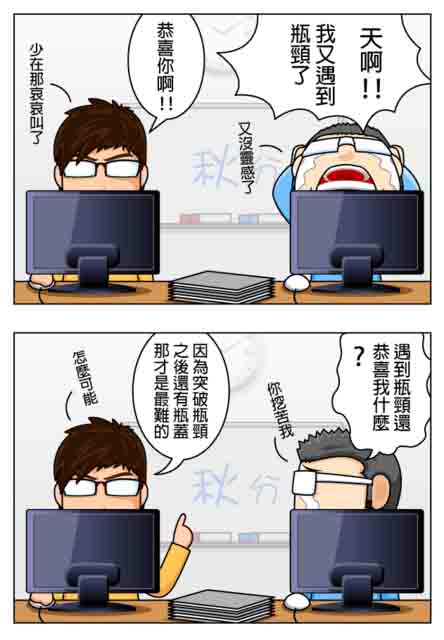 天啊!!
我又遇到
瓶頸了
又沒靈感了
恭喜你啊!!
少在那哀哀叫了
秋分
遇到瓶頸還
恭喜我什麼
?
你挖苦我
因為突破瓶頸
之後還有瓶蓋
那才是最難的
怎麼可能
秋分